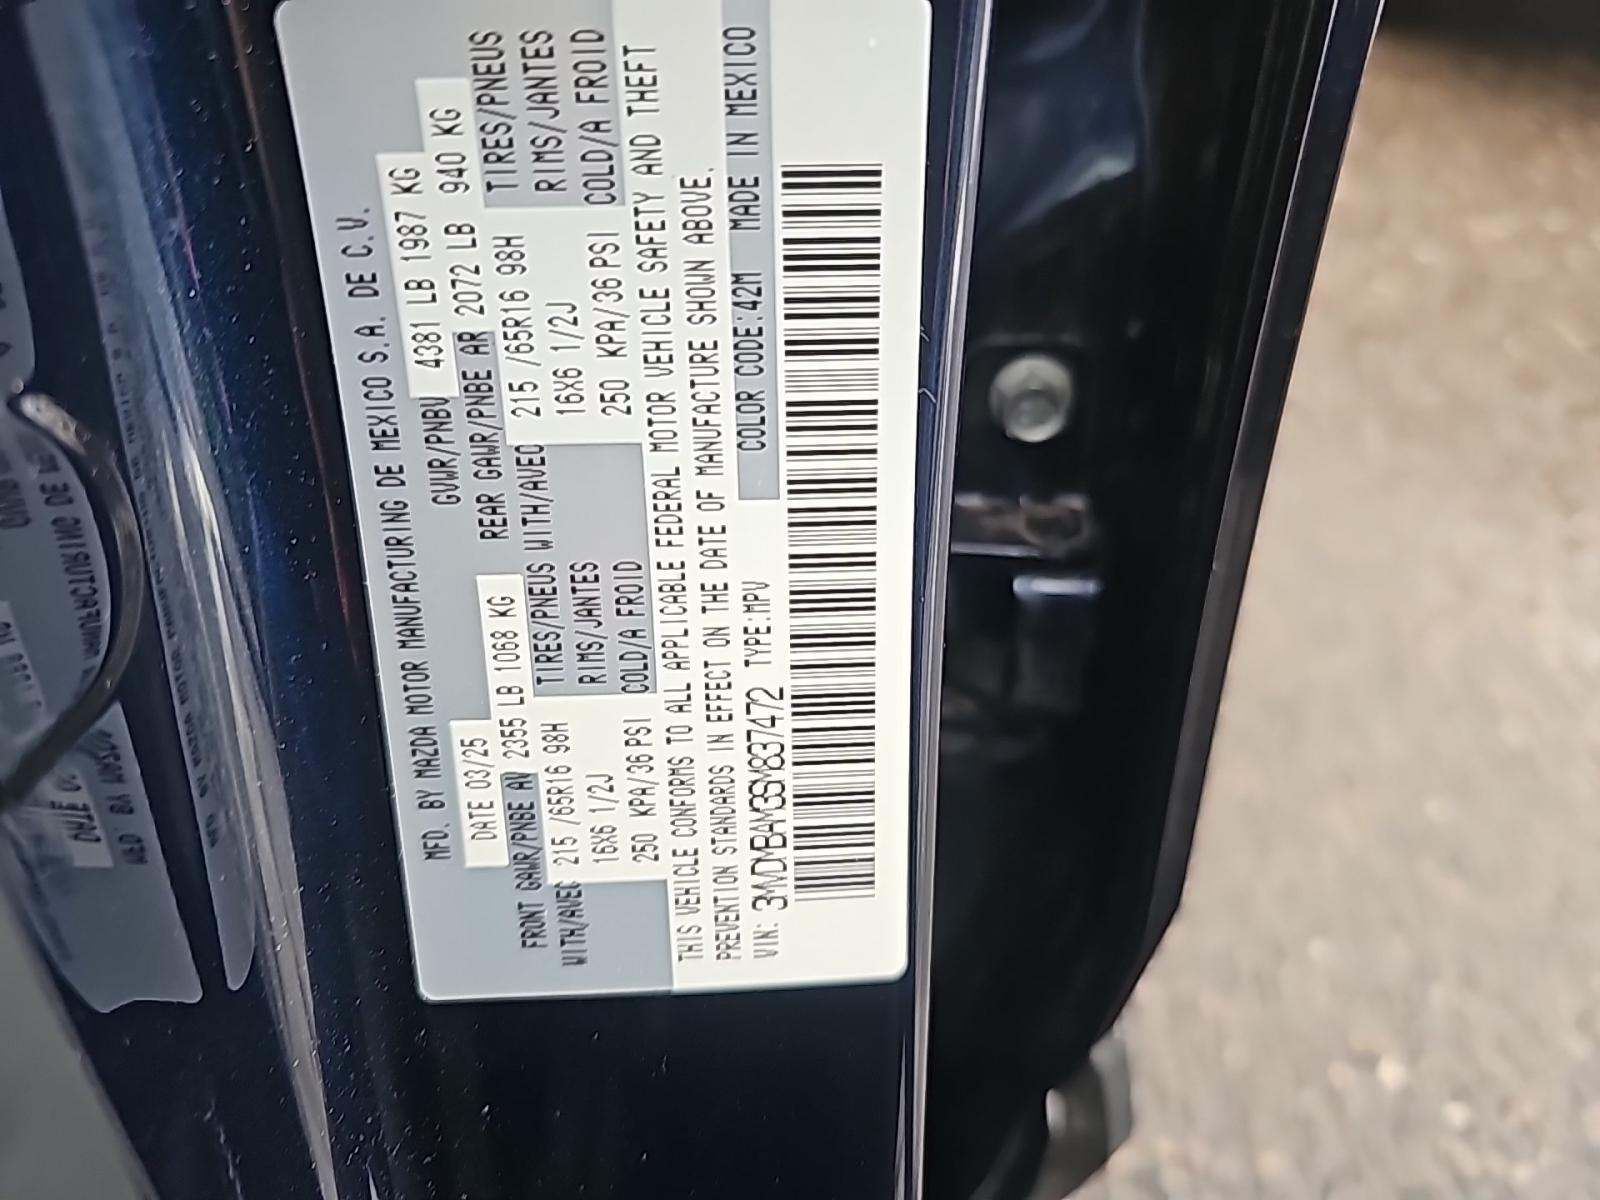 MFD. BY MAZDA MOTOR MANUFACTURING DE MEXICO S.A. DE C.V.
DATE 03/25 GVWR/PNBV 4381 LB 1987 KG
FRONT GAWR/PNBE AV 2355 LB 1068 KG REAR GAWR/PNBE AR 2072 LB 940 KG
WITH/AVEC 215 /65R16 98H TIRES/PNEUS WITH/AVEC 215 /65R16 98H TIRES/PNEUS
16X6 1/2J RIMS/JANTES 16X6 1/2J RIMS/JANTES
250 KPA/36 PSI COLD/A FROID 250 KPA/36 PSI COLD/A FROID
THIS VEHICLE CONFORMS TO ALL APPLICABLE FEDERAL MOTOR VEHICLE SAFETY AND THEFT
PREVENTION STANDARDS IN EFFECT ON THE DATE OF MANUFACTURE SHOWN ABOVE.
VIN: 3MVDMBAM3SM837472 TYPE:MPV COLOR CODE:42M MADE IN MEXICO